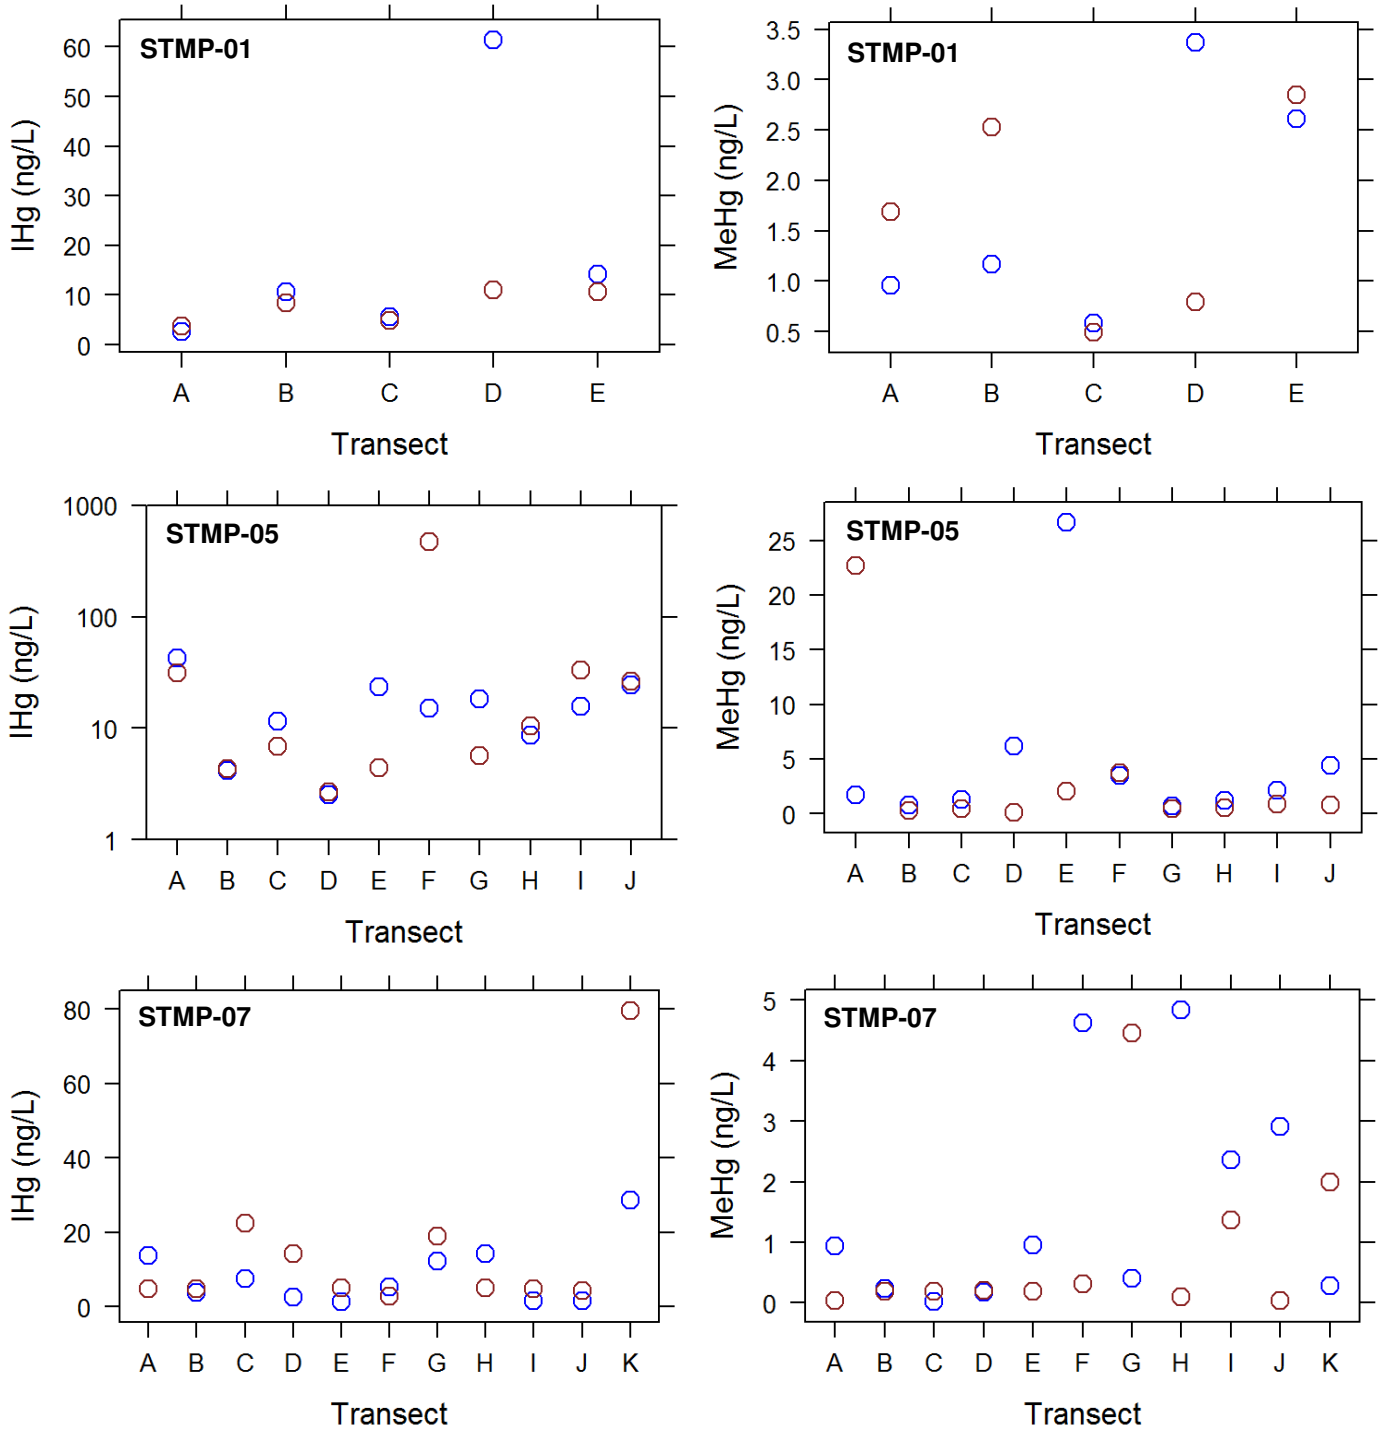 STMP-01
IHg (ng/L)
60
50
40
30
20
10
0
A B C D E
Transect
STMP-01
MeHg (ng/L)
3.5
3.0
2.5
2.0
1.5
1.0
0.5
A B C D E
Transect
STMP-05
IHg (ng/L)
1000
100
10
1
A B C D E F G H I J
Transect
STMP-05
MeHg (ng/L)
25
20
15
10
5
0
A B C D E F G H I J
Transect
STMP-07
IHg (ng/L)
80
60
40
20
0
A B C D E F G H I J K
Transect
STMP-07
MeHg (ng/L)
5
4
3
2
1
0
A B C D E F G H I J K
Transect